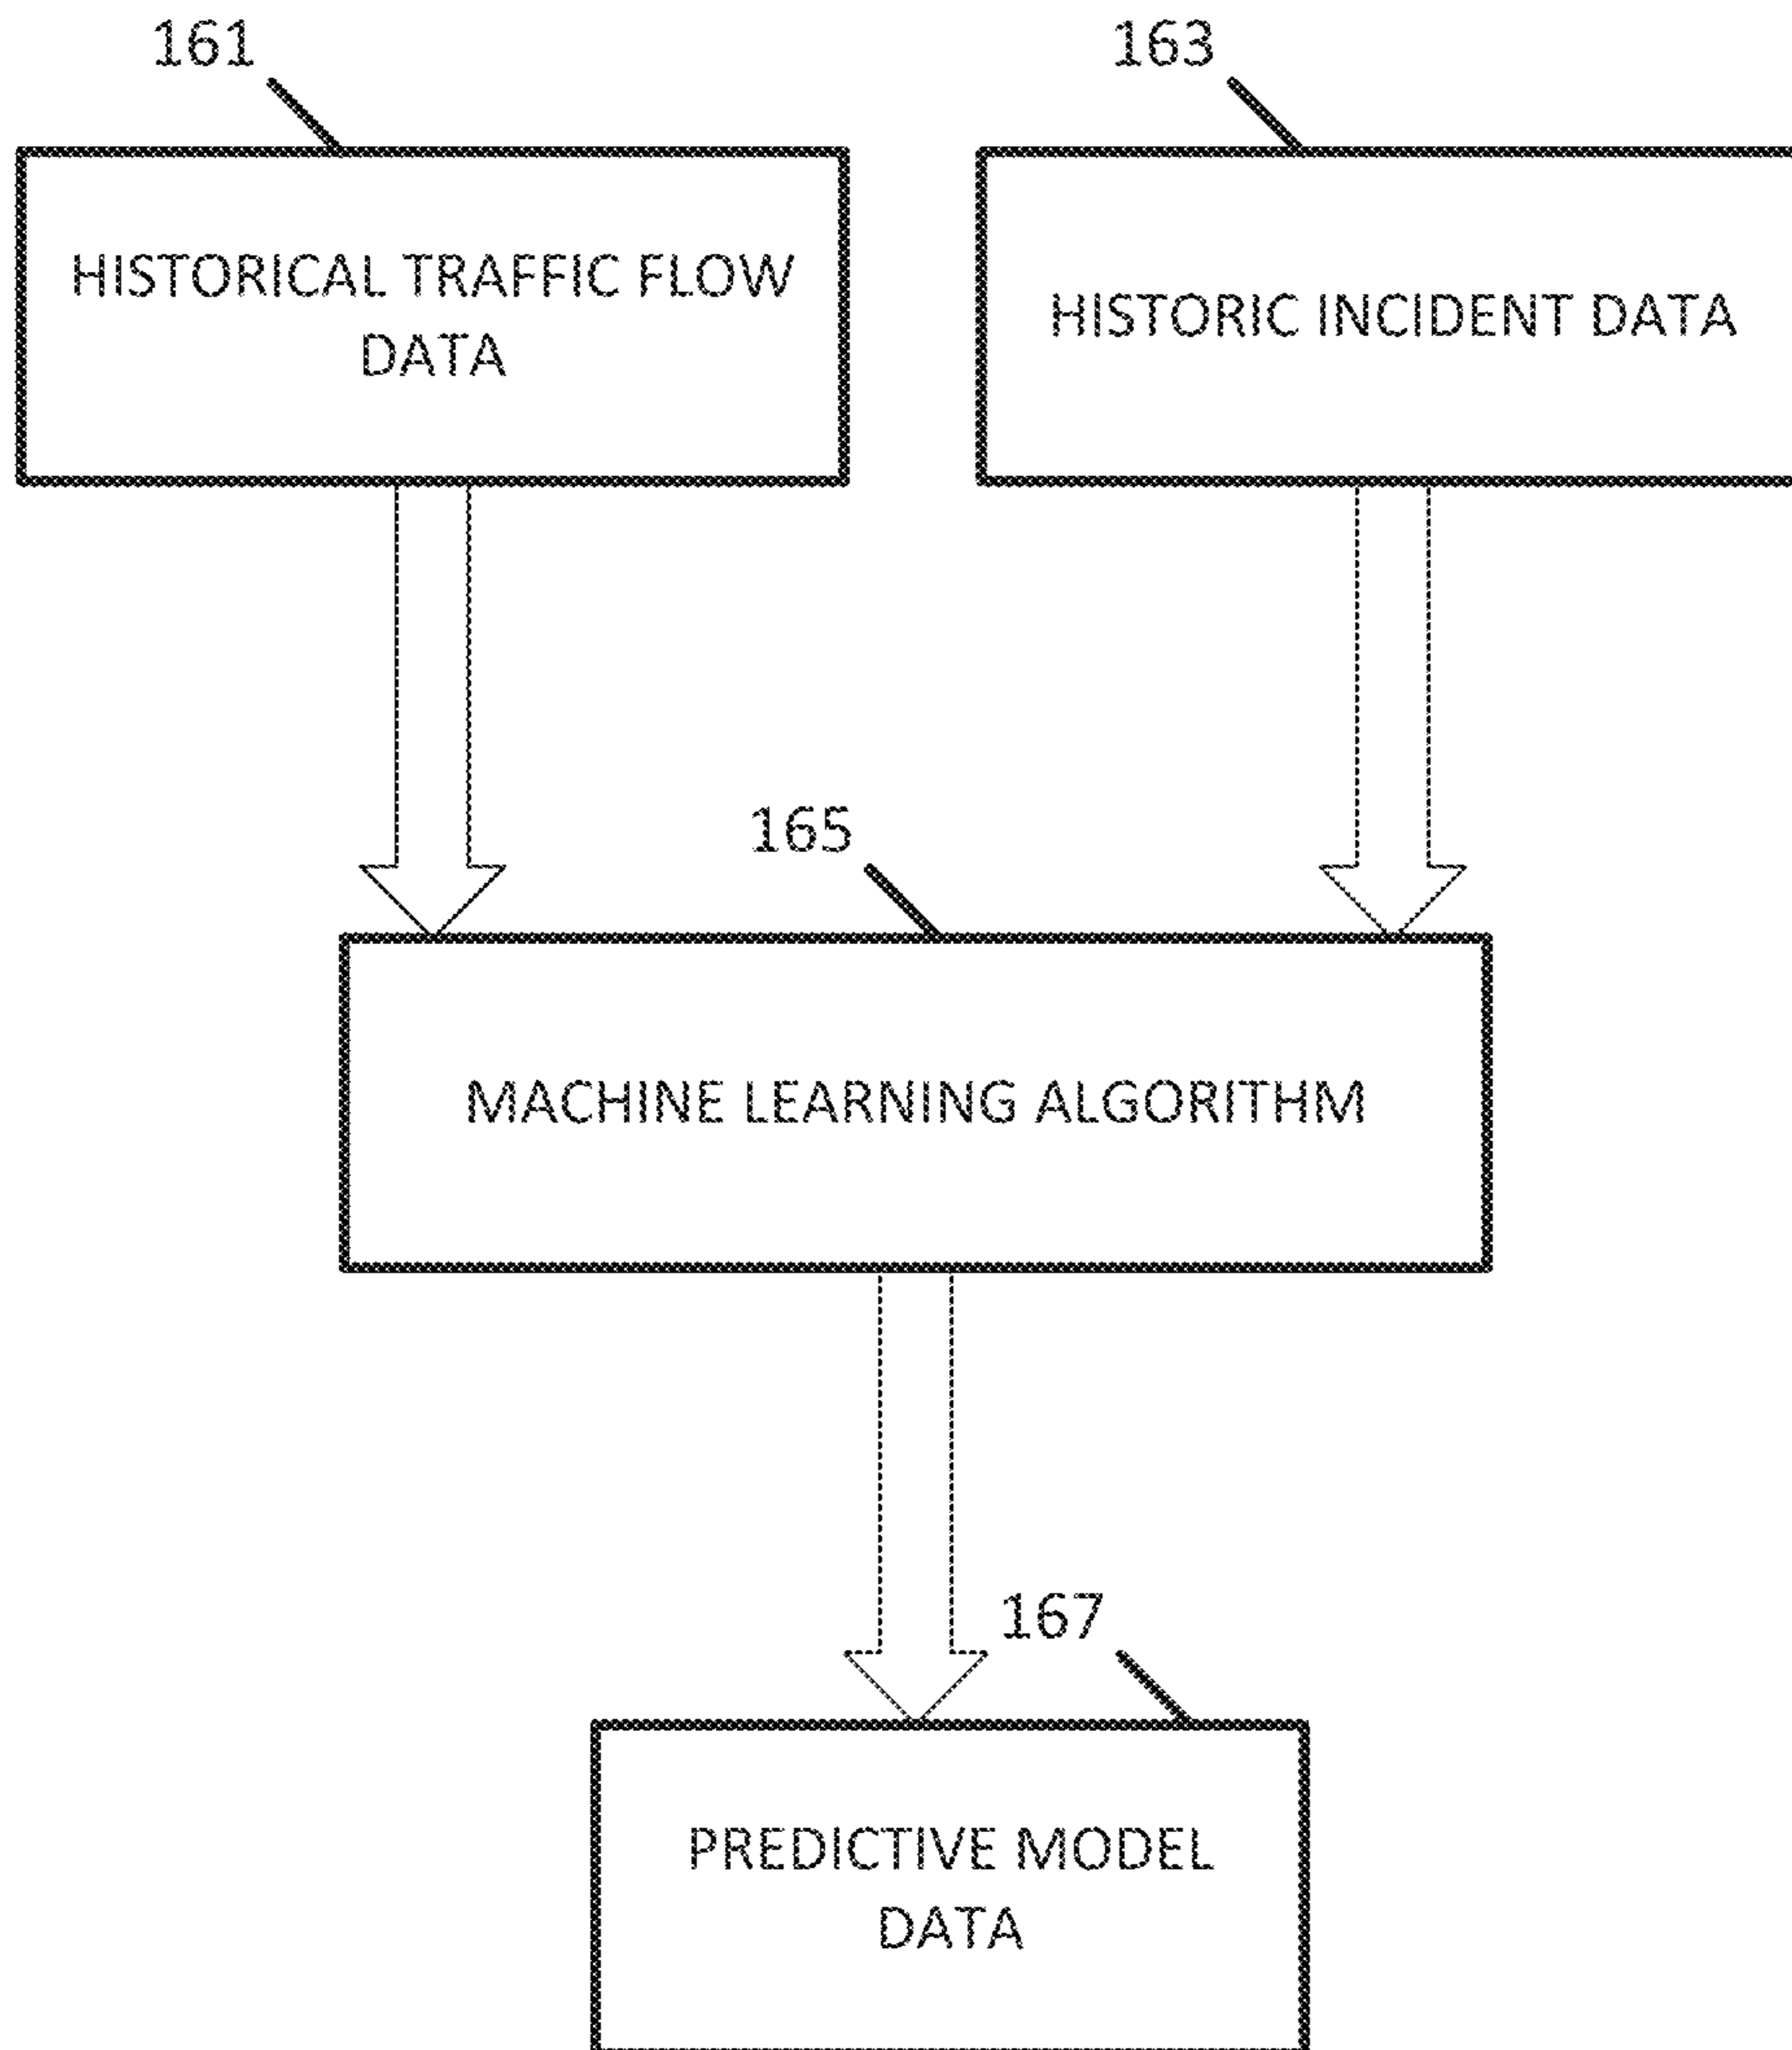 161
163
HISTORICAL TRAFFIC FLOW
DATA
HISTORIC INCIDENT DATA
165
MACHINE LEARNING ALGORITHM
167
PREDICTIVE MODEL
DATA